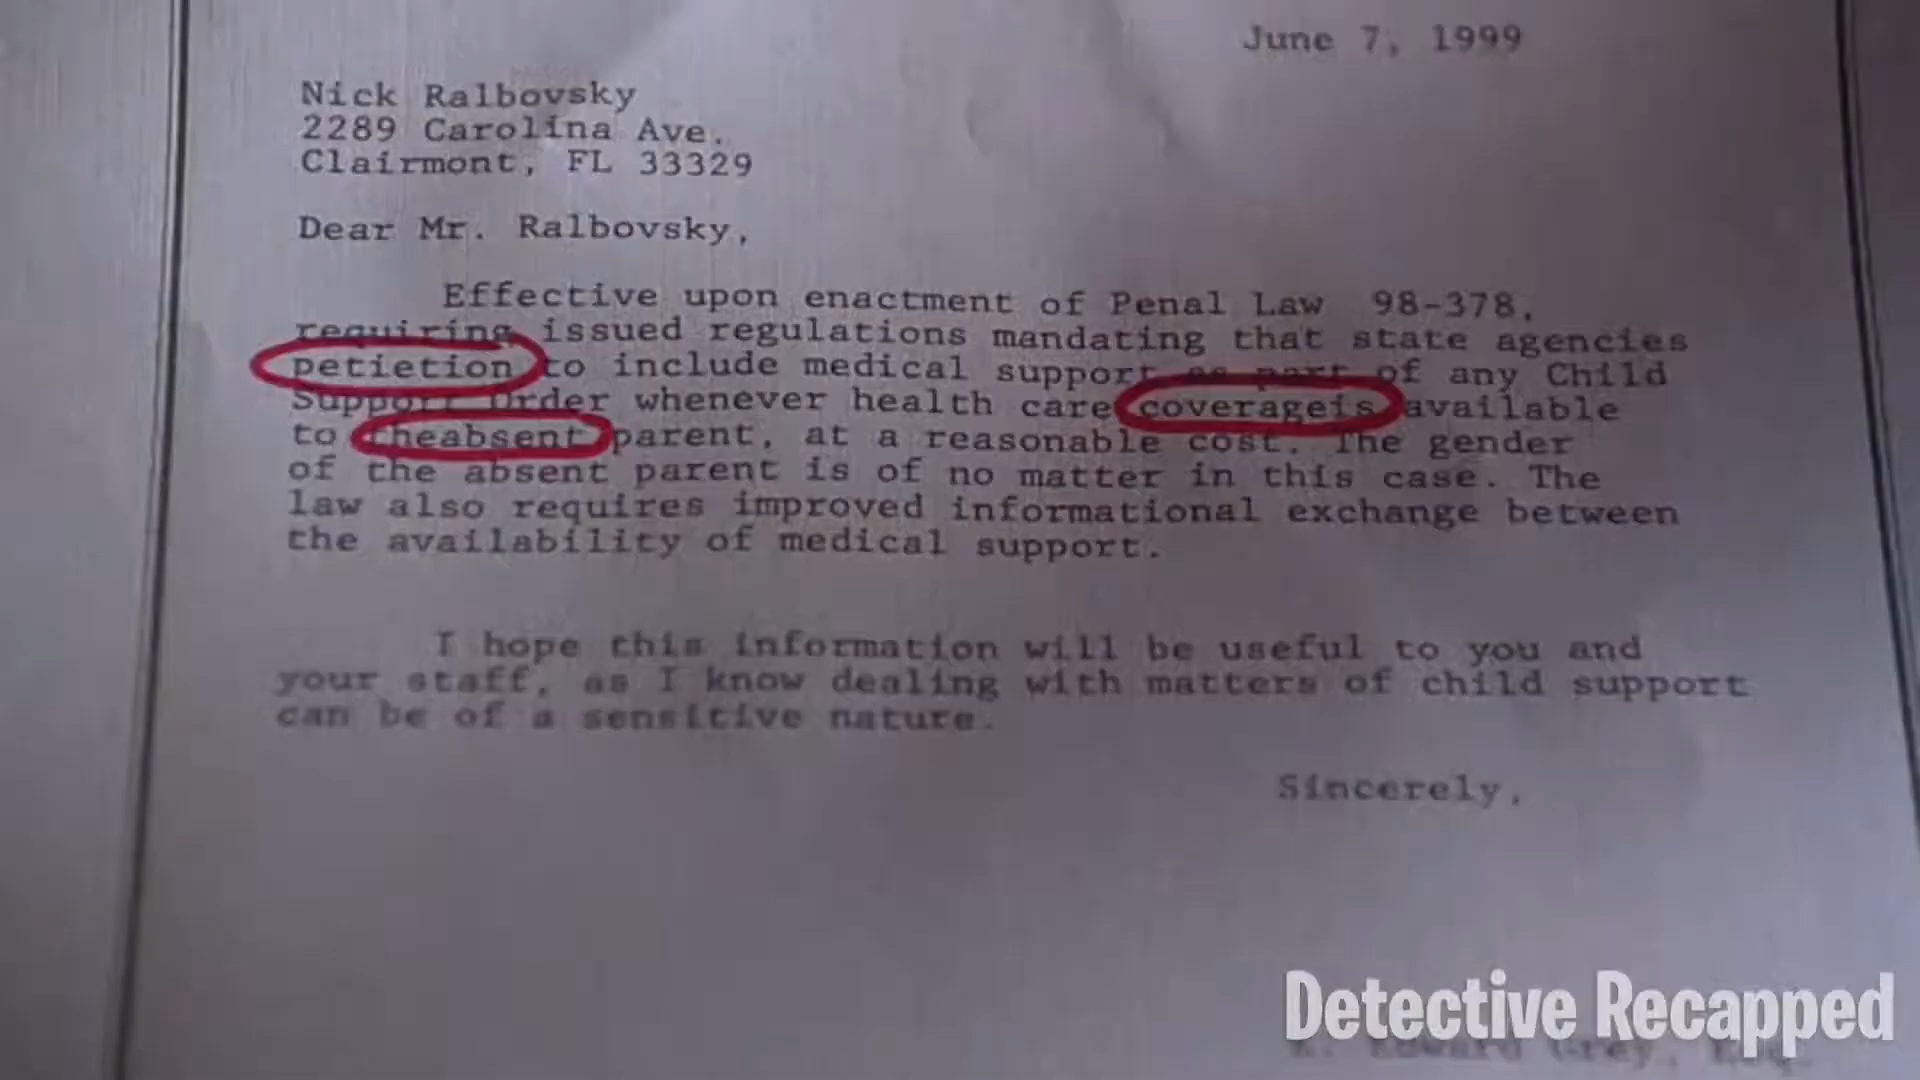 June 7, 1999
Nick Ralbovsky
2289 Carolina Ave.
Clairmont, FL 33329
Dear Mr. Ralbovsky,
Effective upon enactment of Penal Law 98-378,
requiring issued regulations mandating that state agencies
petietion to include medical support as part of any Child
Support Order whenever health care coverageis available
to theabsent parent, at a reasonable cost. The gender
of the absent parent is of no matter in this case. The
law also requires improved informational exchange between
the availability of medical support.
I hope this information will be useful to you and
your staff, as I know dealing with matters of child support
can be of a sensitive nature.
Sincerely,
Detective Recapped
Edward Grey, Esq.